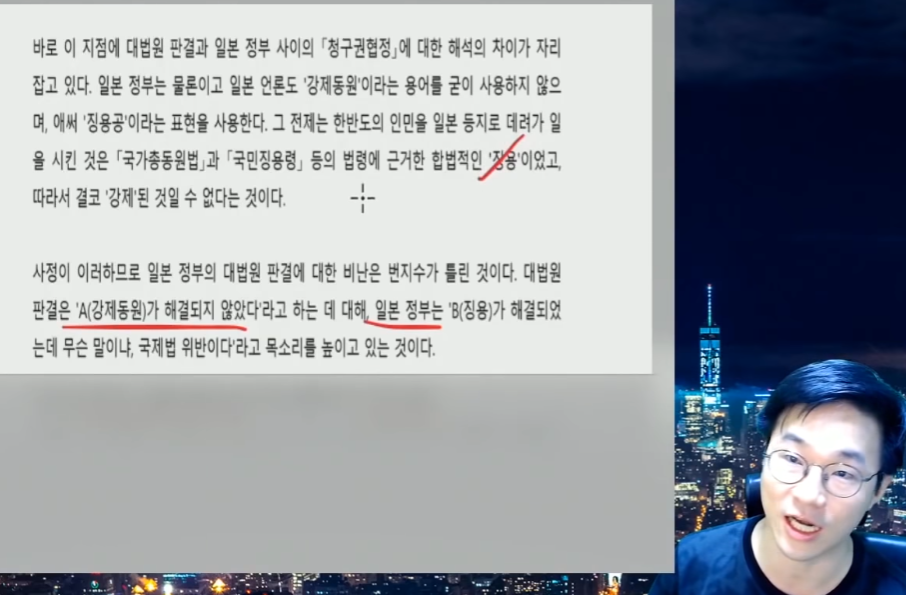 바로 이 지점에 대법원 판결과 일본 정부 사이의 「청구권협정」에 대한 해석의 차이가 자리
잡고 있다. 일본 정부는 물론이고 일본 언론도 '강제동원'이라는 용어를 굳이 사용하지 않으
며, 애써 '징용공'이라는 표현을 사용한다. 그 전제는 한반도의 인민을 일본 등지로 데려가 일
을 시킨 것은 「국가총동원법」과 「국민징용령」 등의 법령에 근거한 합법적인 '징용'이었고,
따라서 결코 '강제'된 것일 수 없다는 것이다.
사정이 이러하므로 일본 정부의 대법원 판결에 대한 비난은 번지수가 틀린 것이다. 대법원
판결은 'A(강제동원)가 해결되지 않았다'라고 하는 데 대해, 일본 정부는 'B(징용)가 해결되었
는데 무슨 말이냐, 국제법 위반이다'라고 목소리를 높이고 있는 것이다.